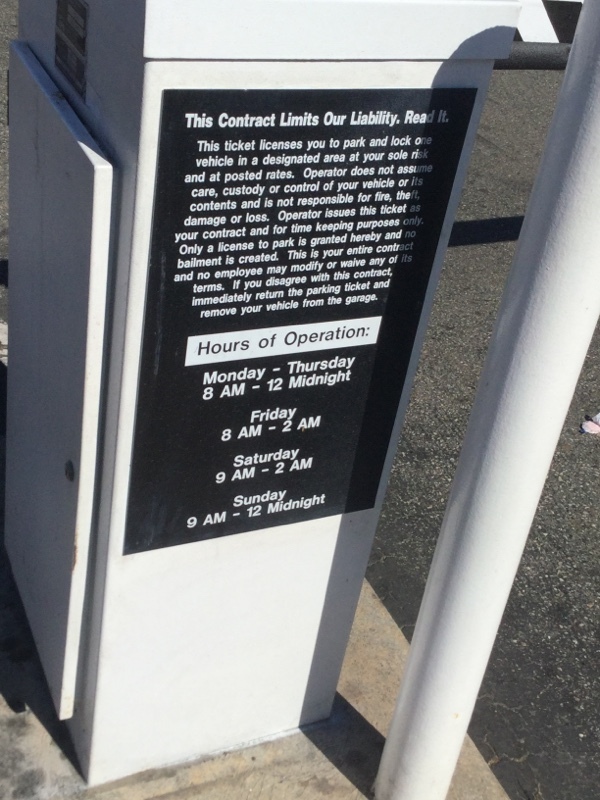 This Contract Limits Our Liability. Read It.
This ticket licenses you to park and lock one
vehicle in a designated area at your sole risk
and at posted rates. Operator does not assume
care, custody or control of your vehicle or its
contents and is not responsible for fire, theft,
damage or loss. Operator issues this ticket as
your contract and for time keeping purposes only.
Only a license to park is granted hereby and no
bailment is created. This is your entire contract
and no employee may modify or waive any of its
terms. If you disagree with this contract,
immediately return the parking ticket and
remove your vehicle from the garage.
Hours of Operation:
Monday - Thursday
8 AM - 12 Midnight
Friday
8 AM - 2 AM
Saturday
9 AM - 2 AM
Sunday
9 AM - 12 Midnight